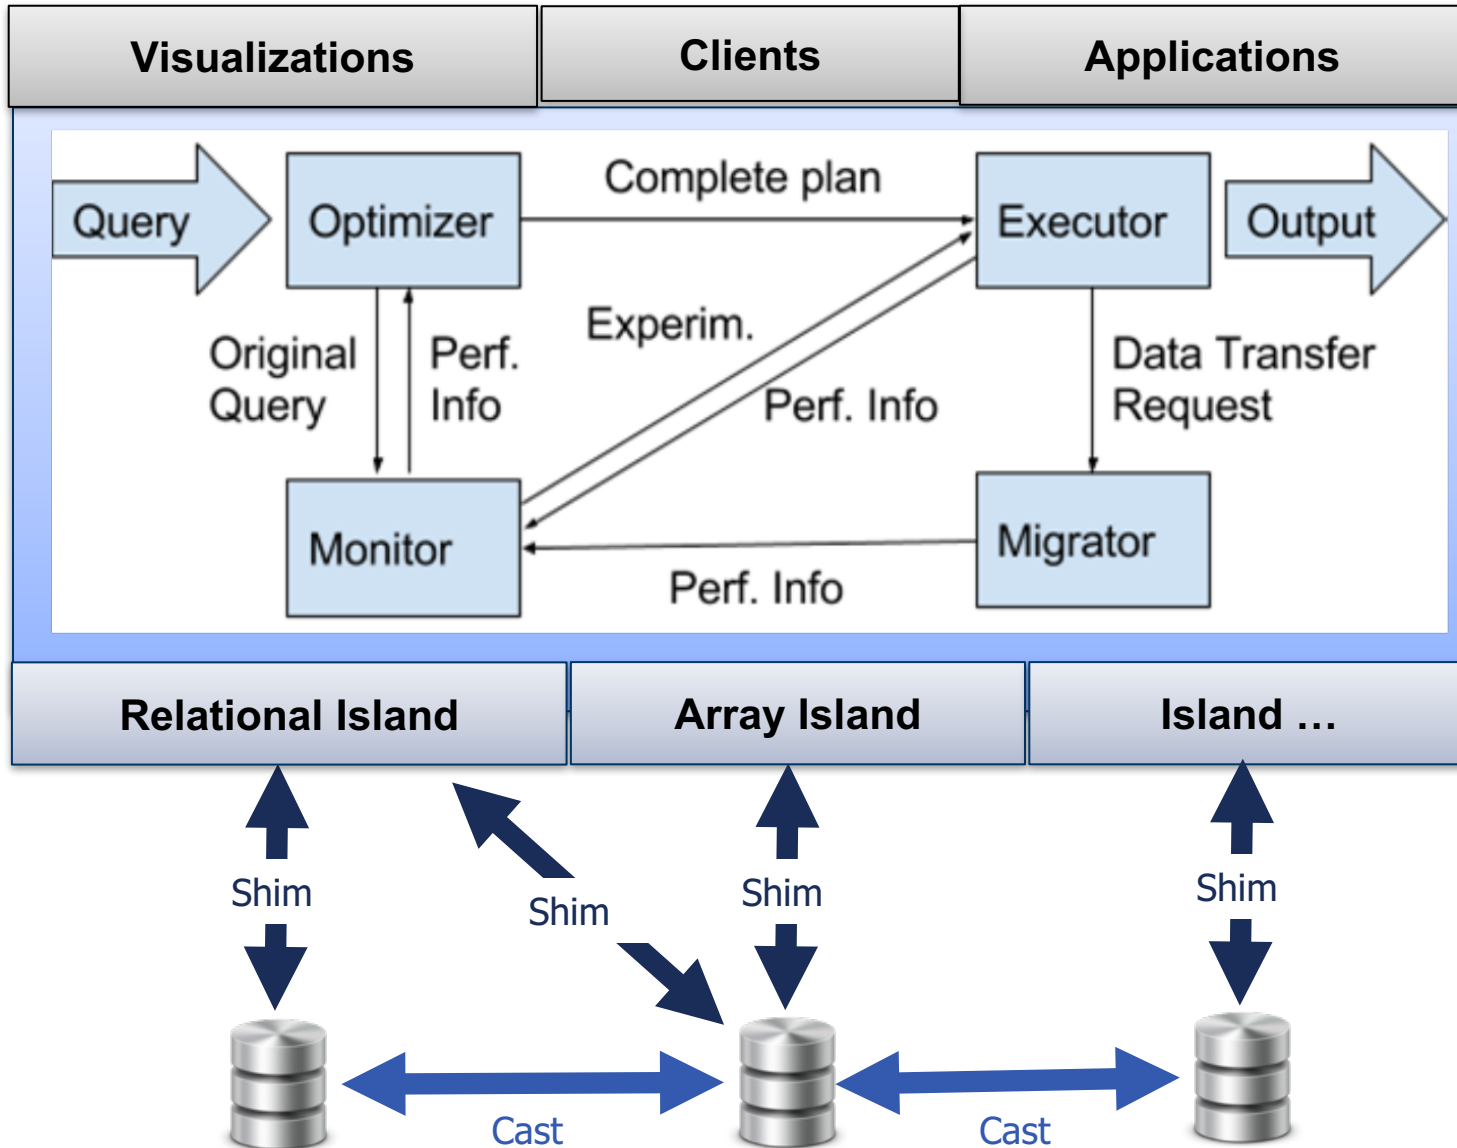 Visualizations
Clients
Applications
Query
Optimizer
Complete plan
Executor
Output
Original
Query
Perf.
Info
Experim.
Perf. Info
Data Transfer
Request
Monitor
Perf. Info
Migrator
Relational Island
Array Island
Island …
Shim
Shim
Shim
Shim
Cast
Cast